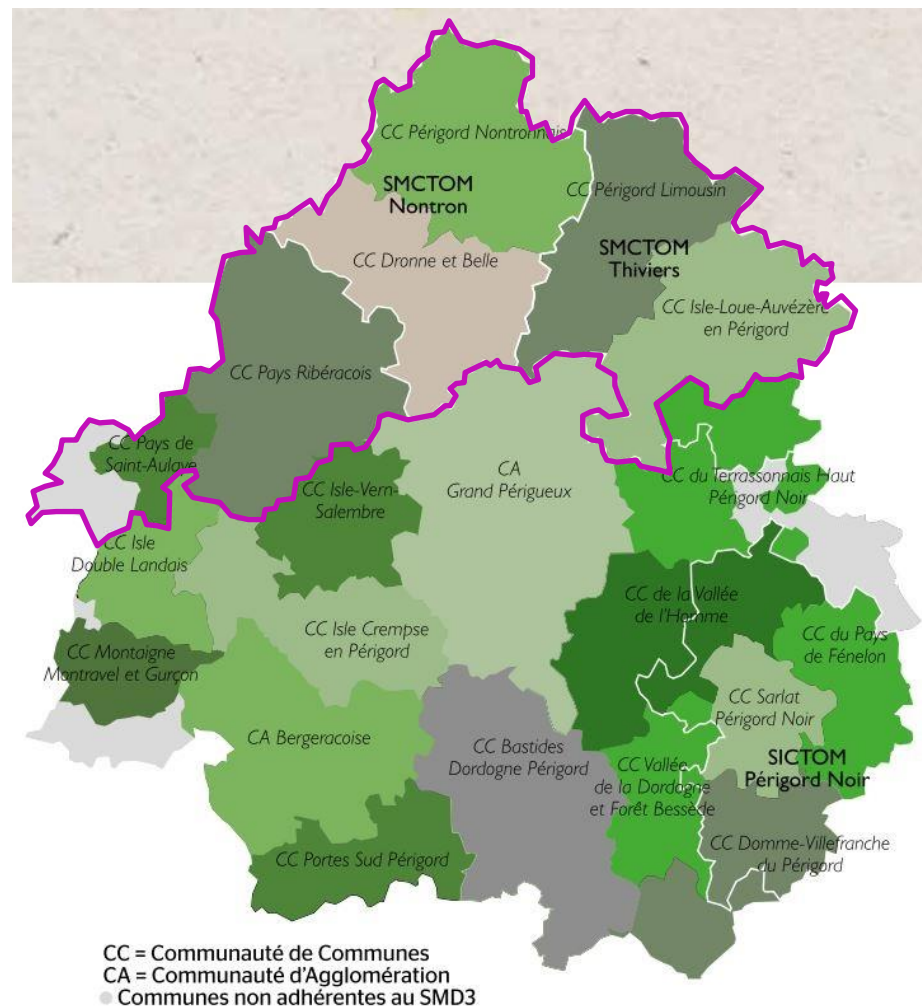 CC Périgord Nontronnais
SMCTOM
Nontron
CC Périgord Limousin
CC Dronne et Belle
SMCTOM
Thiviers
CC Isle-Loue-Auvézère
en Périgord
CC Pays Ribéracois
CC Pays de
Saint-Aulaye
CA
Grand Périgueux
CC du Terrassonnais Haut
Périgord Noir
CC Isle-Vern-
Salembre
CC Isle
Double Landais
CC de la Vallée
de l'Homme
CC Isle Crempse
en Périgord
CC du Pays
de Fénelon
CC Montaigne
Montravel et Gurçon
CC Sarlat
Périgord Noir
CA Bergeracoise
CC Bastides
Dordogne Périgord
SICTOM
Périgord Noir
CC Vallée
de la Dordogne
et Forêt Bessède
CC Portes Sud Périgord
CC Domme-Villefranche
du Périgord
CC = Communauté de Communes
CA = Communauté d'Agglomération
Communes non adhérentes au SMD3